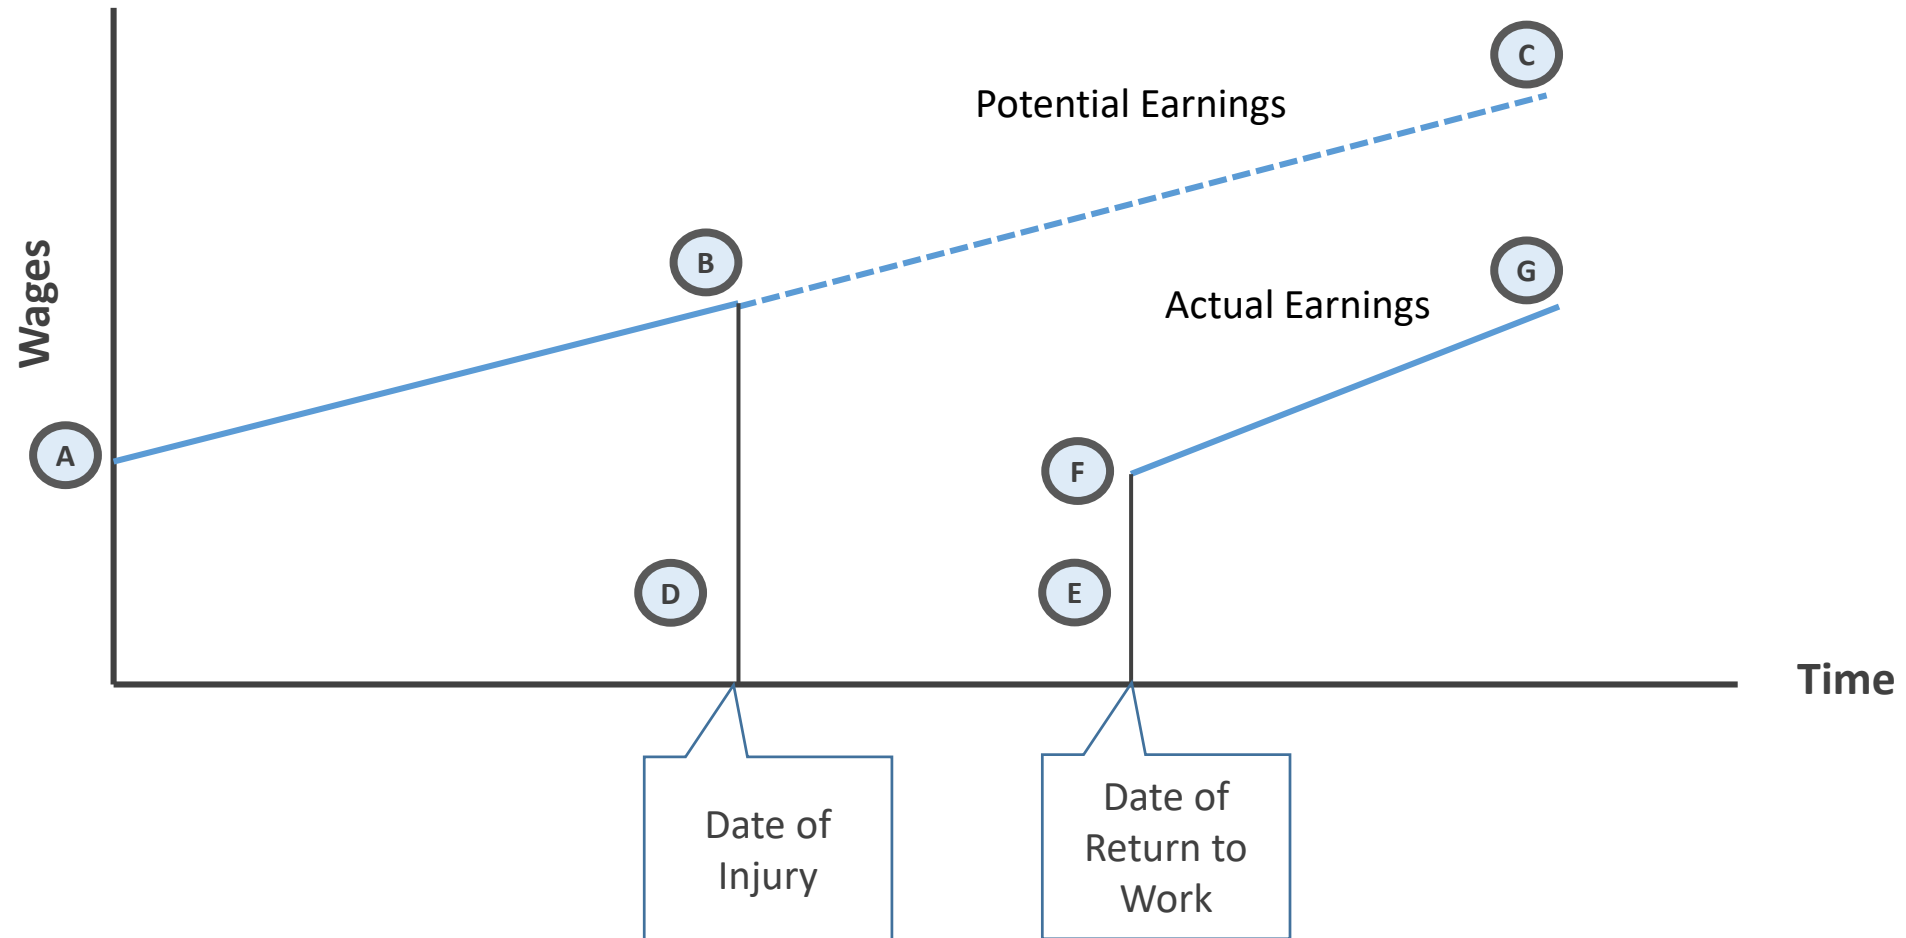 C
Potential Earnings
B
G
Wages
Actual Earnings
A
F
D
E
Time
Date of
Injury
Date of
Return to
Work